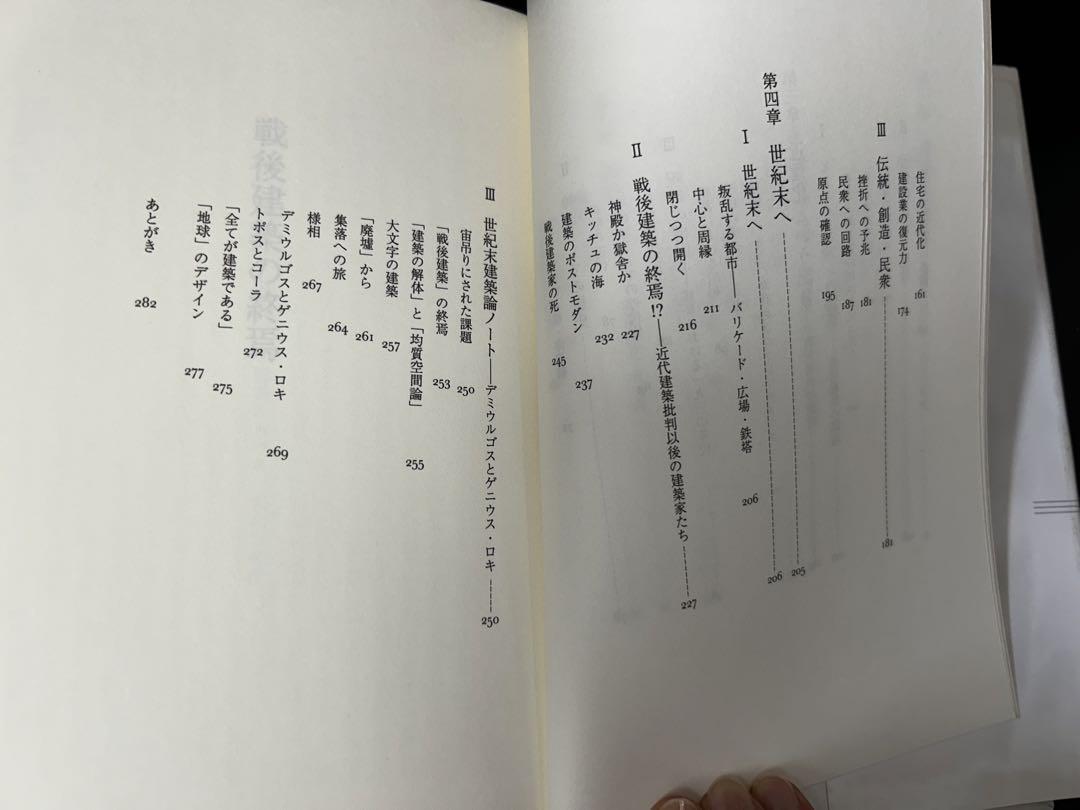 住宅の近代化 161
建設業の復元力 174
Ⅲ 伝統・創造・民衆 181
挫折への予兆 181
民衆への回路 187
原点の確認 195
第四章 世紀末へ 205
Ⅰ 世紀末へ 206
叛乱する都市――バリケード・広場・鉄塔 206
中心と周縁 211
閉じつつ開く 216
Ⅱ 戦後建築の終焉!?――近代建築批判以後の建築家たち 227
神殿か獄舎か 227
キッチュの海 232
建築のポストモダン 237
戦後建築家の死 245
Ⅲ 世紀末建築論ノート――デミウルゴスとゲニウス・ロキ 250
宙吊りにされた課題 250
「戦後建築」の終焉 253
「建築の解体」と「均質空間論」 255
大文字の建築 257
「廃墟」から 261
集落への旅 264
様相 267
デミウルゴスとゲニウス・ロキ 269
トポスとコーラ 272
「全てが建築である」 275
「地球」のデザイン 277
あとがき 282
戦後建築の終焉